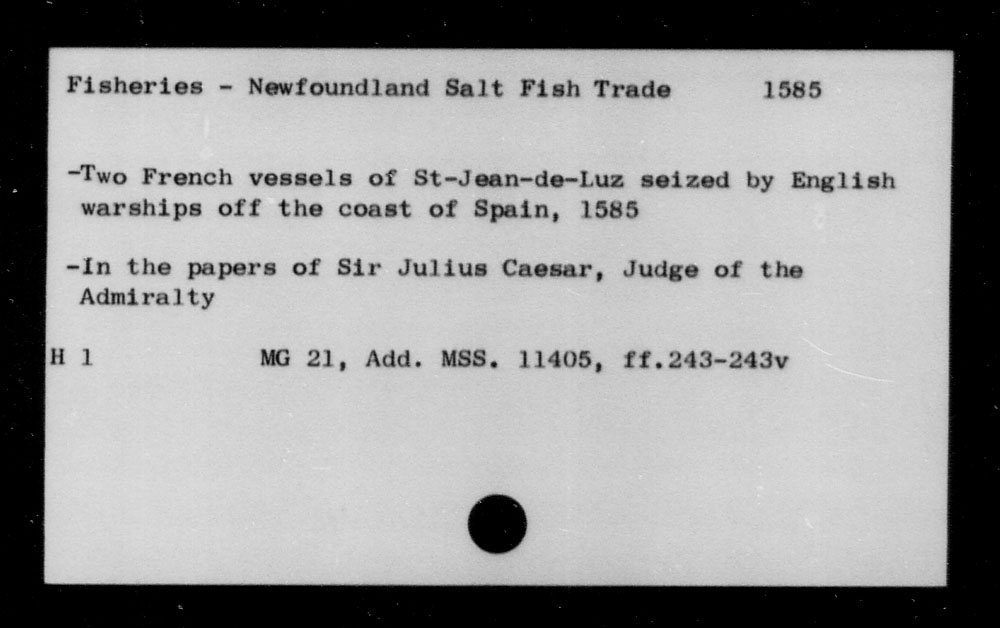 Fisheries - Newfoundland Salt Fish Trade 1585
-Two French vessels of St-Jean-de-Luz seized by English
warships off the coast of Spain, 1585
-In the papers of Sir Julius Caesar, Judge of the
Admiralty
H 1 MG 21, Add. MSS. 11405, ff.243-243v